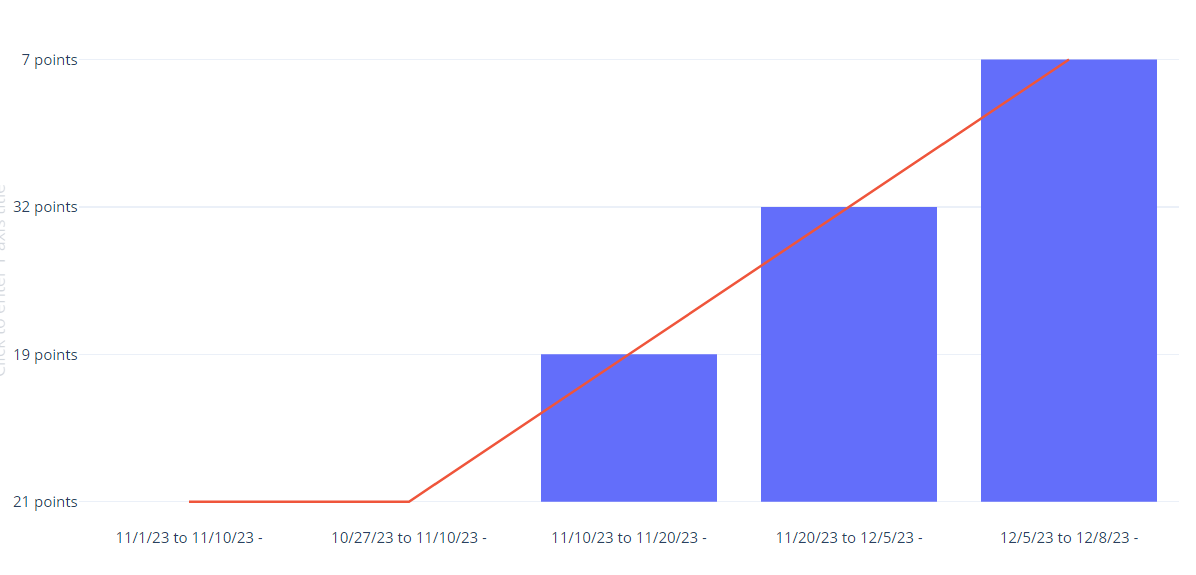 7 points
32 points
19 points
21 points
11/1/23 to 11/10/23 -
10/27/23 to 11/10/23 -
11/10/23 to 11/20/23 -
11/20/23 to 12/5/23 -
12/5/23 to 12/8/23 -